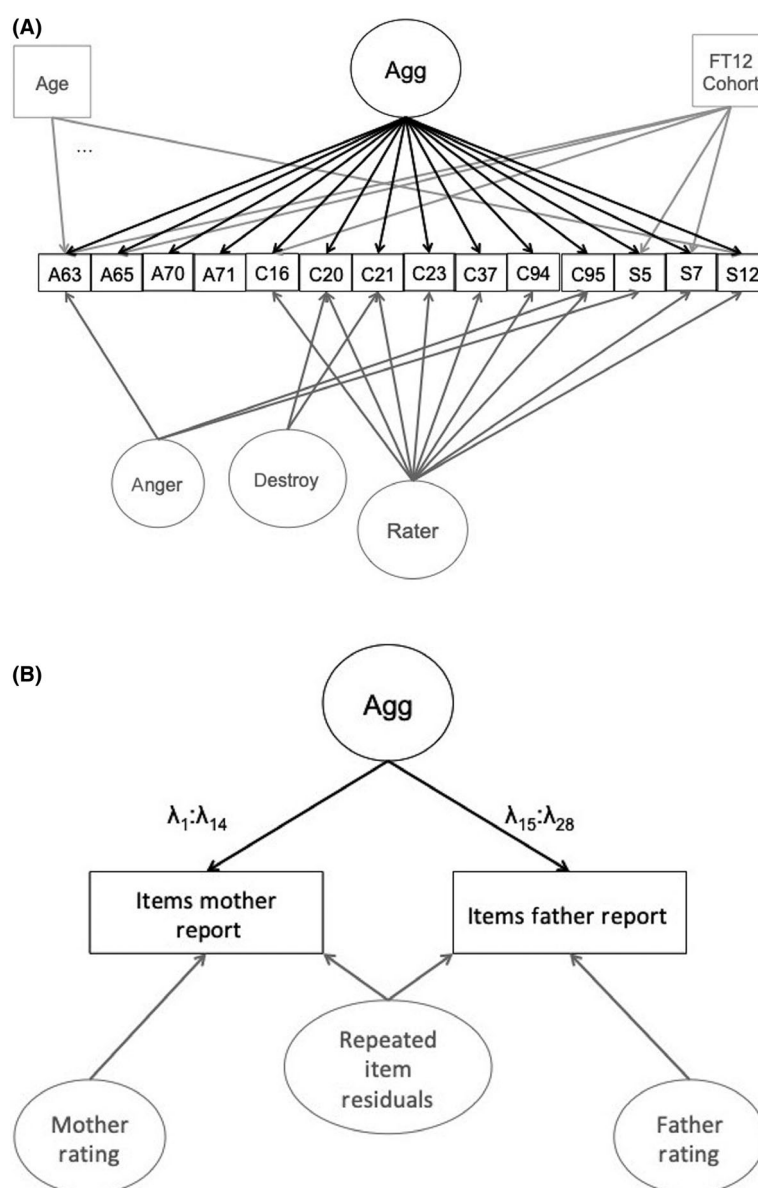 (A)
Age
Agg
FT12
Cohort
...
A63 A65 A70 A71 C16 C20 C21 C23 C37 C94 C95 S5 S7 S12
Anger
Destroy
Rater
(B)
Agg
λ1:λ14
λ15:λ28
Items mother
report
Items father report
Repeated
item
residuals
Mother
rating
Father
rating